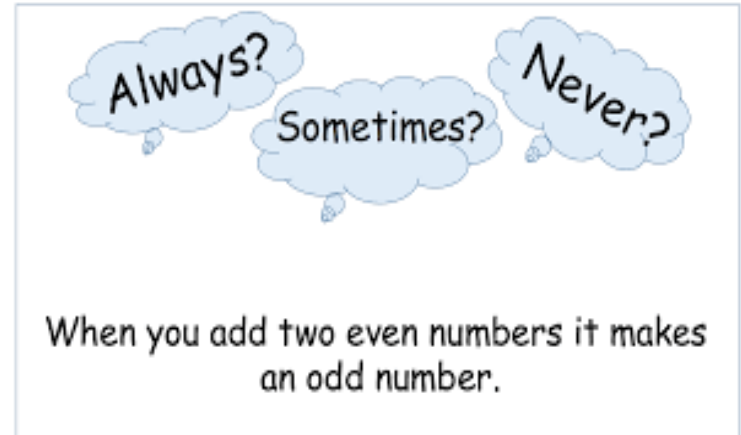 Always?
Sometimes?
Never?
When you add two even numbers it makes
an odd number.